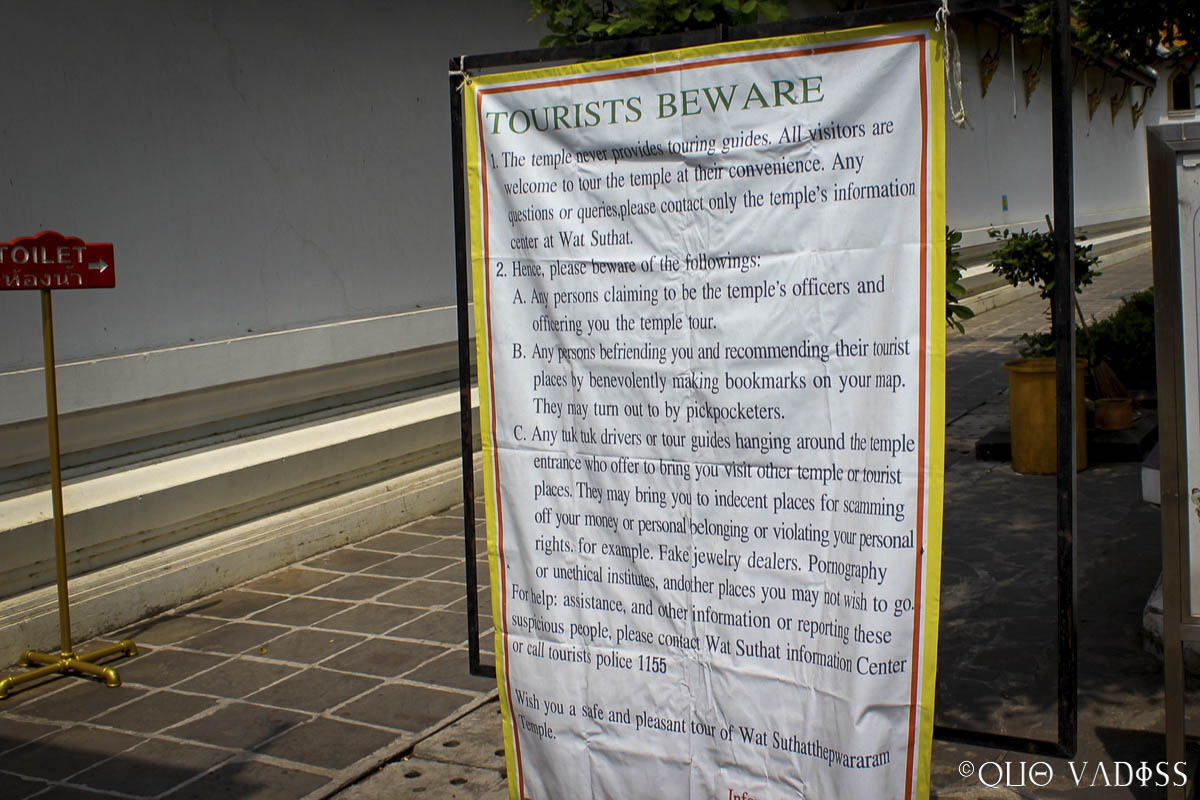 TOILET
ห้องน้ำ
TOURISTS BEWARE
1. The temple never provides touring guides. All visitors are
welcome to tour the temple at their convenience. Any
questions or queries,please contact only the temple's information
center at Wat Suthat.
2. Hence, please beware of the followings:
A. Any persons claiming to be the temple's officers and
officering you the temple tour.
B. Any persons befriending you and recommending their tourist
places by benevolently making bookmarks on your map.
They may turn out to by pickpocketers.
C. Any tuk tuk drivers or tour guides hanging around the temple
entrance who offer to bring you visit other temple or tourist
places. They may bring you to indecent places for scamming
off your money or personal belonging or violating your personal
rights. for example. Fake jewelry dealers. Pornography
or unethical institutes, andother places you may not wish to go.
For help: assistance, and other information or reporting these
suspicious people, please contact Wat Suthat information Center
or call tourists police 1155
Wish you a safe and pleasant tour of Wat Suthatthepwararam
Temple.
©QUO VADISS